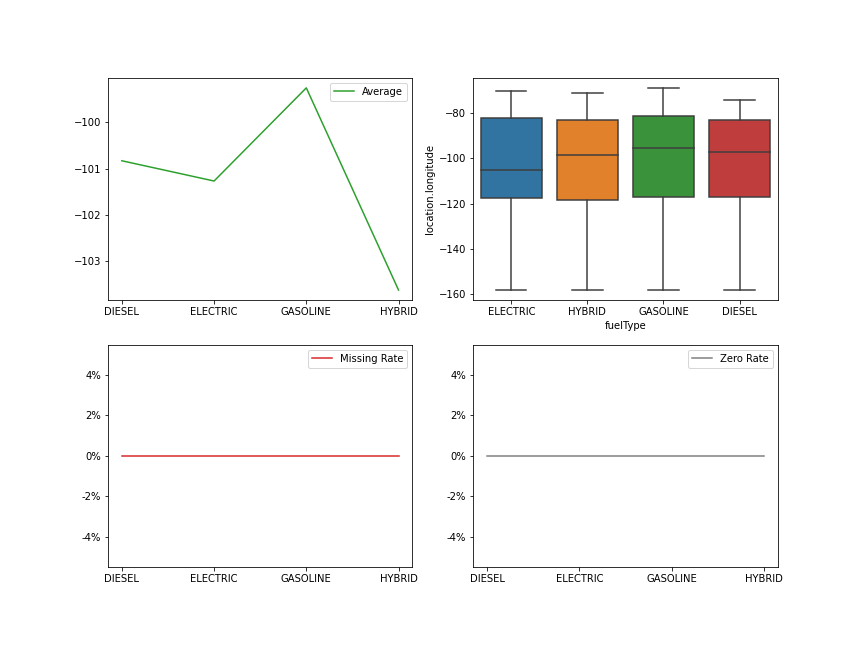 Average
−100
−101
−102
−103
DIESEL ELECTRIC GASOLINE HYBRID
location.longitude
−80
−100
−120
−140
−160
ELECTRIC HYBRID GASOLINE DIESEL
fuelType
Missing Rate
4%
2%
0%
-2%
-4%
DIESEL ELECTRIC GASOLINE HYBRID
Zero Rate
4%
2%
0%
-2%
-4%
DIESEL ELECTRIC GASOLINE HYBRID